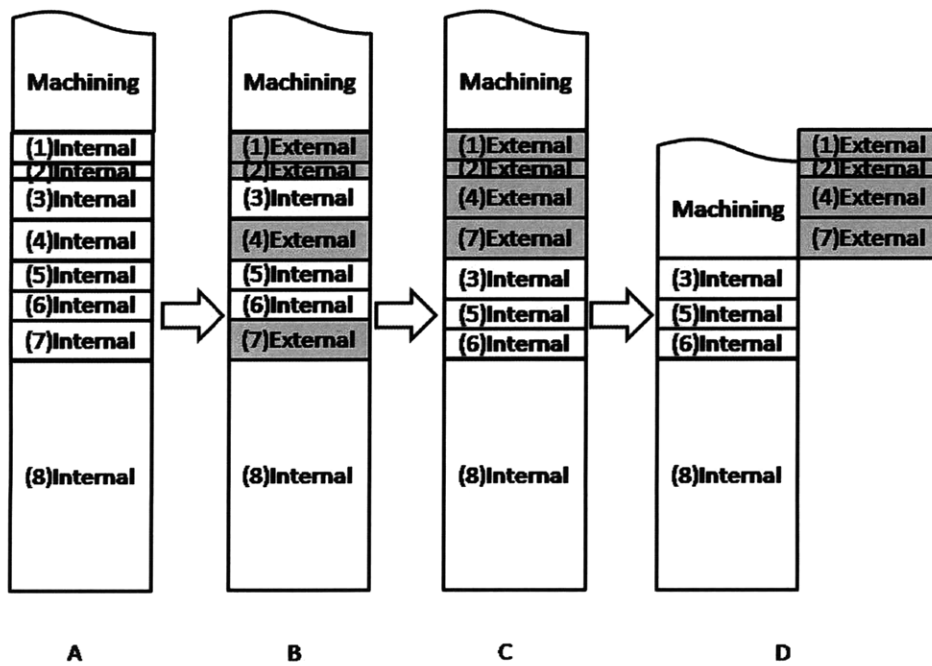 Machining
(1)Internal
(2)Internal
(3)Internal
(4)Internal
(5)Internal
(6)Internal
(7)Internal
(8)Internal
A
Machining
(1)External
(2)External
(3)Internal
(4)External
(5)Internal
(6)Internal
(7)External
(8)Internal
B
Machining
(1)External
(2)External
(4)External
(7)External
(3)Internal
(5)Internal
(6)Internal
(8)Internal
C
Machining
(1)External
(2)External
(4)External
(7)External
(3)Internal
(5)Internal
(6)Internal
(8)Internal
D